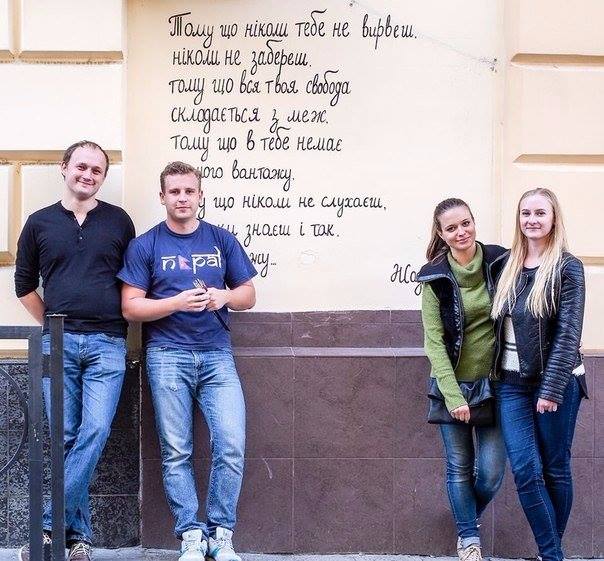 Тому що ніколи тебе не вирвеш,
ніколи не забереш,
тому що вся твоя свобода
складається з меж,
тому що в тебе немає
вантажу,
що ніколи не слухаєш,
знаєш і так,
nepal